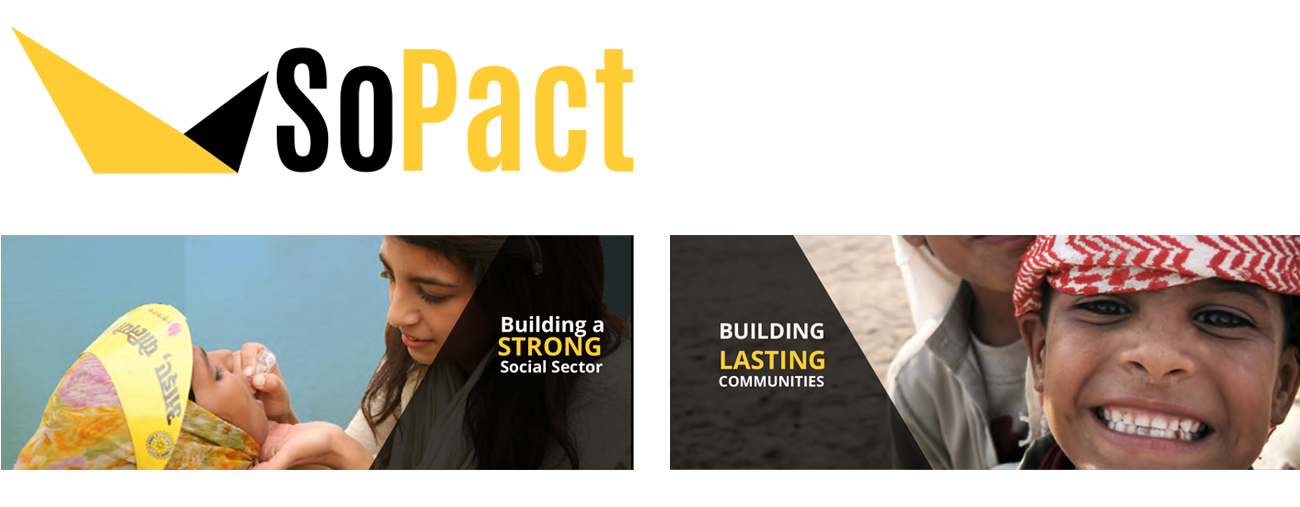 SoPact
Building a
STRONG
Social Sector
BUILDING
LASTING
COMMUNITIES